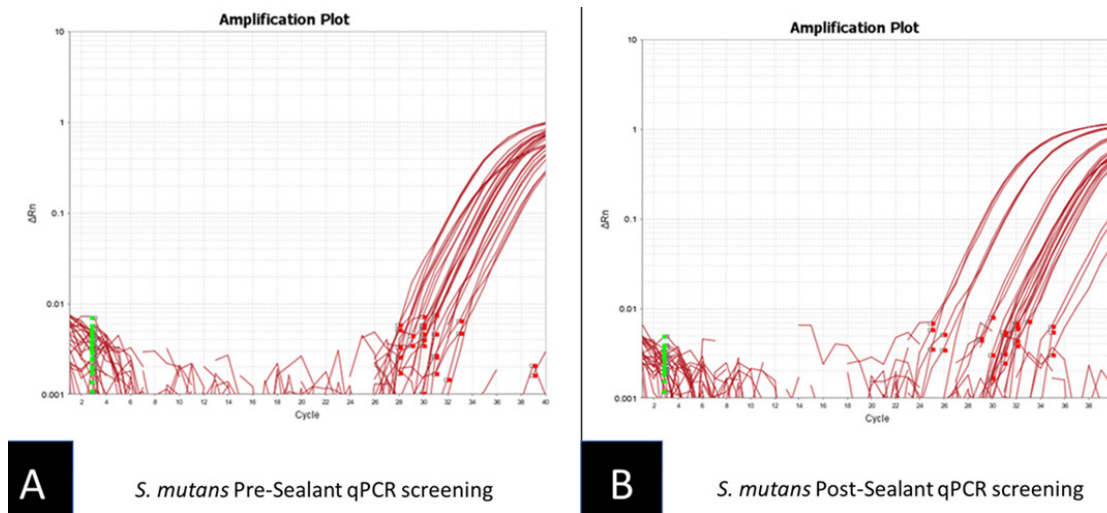 Amplification Plot
10
1
0.1
0.01
0.001
ΔRn
2 4 6 8 10 12 14 16 18 20 22 24 26 28 30 32 34 36 38 40
Cycle
A
S. mutans Pre-Sealant qPCR screening
Amplification Plot
10
1
0.1
0.01
0.001
ΔRn
2 4 6 8 10 12 14 16 18 20 22 24 26 28 30 32 34 36 38
Cycle
B
S. mutans Post-Sealant qPCR screening